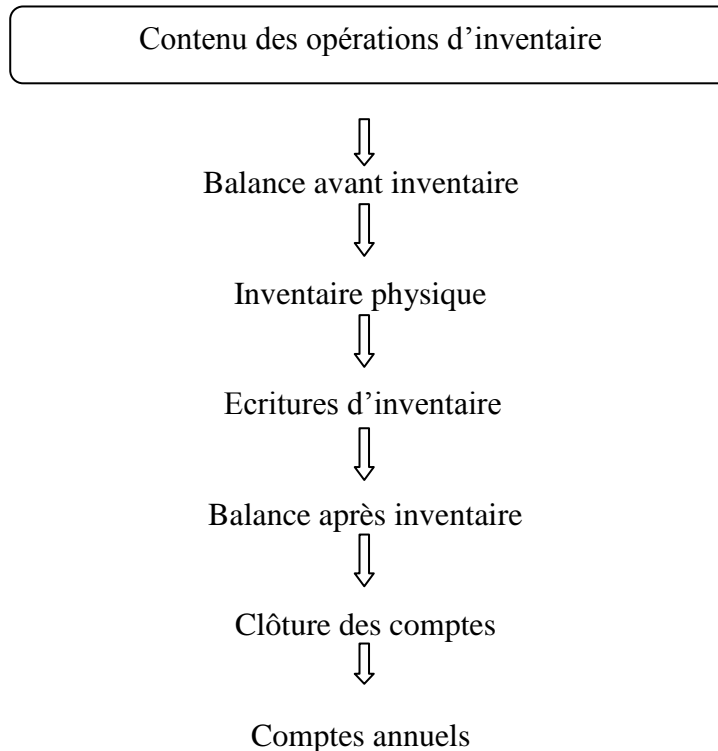 Contenu des opérations d’inventaire
Balance avant inventaire
Inventaire physique
Ecritures d’inventaire
Balance après inventaire
Clôture des comptes
Comptes annuels